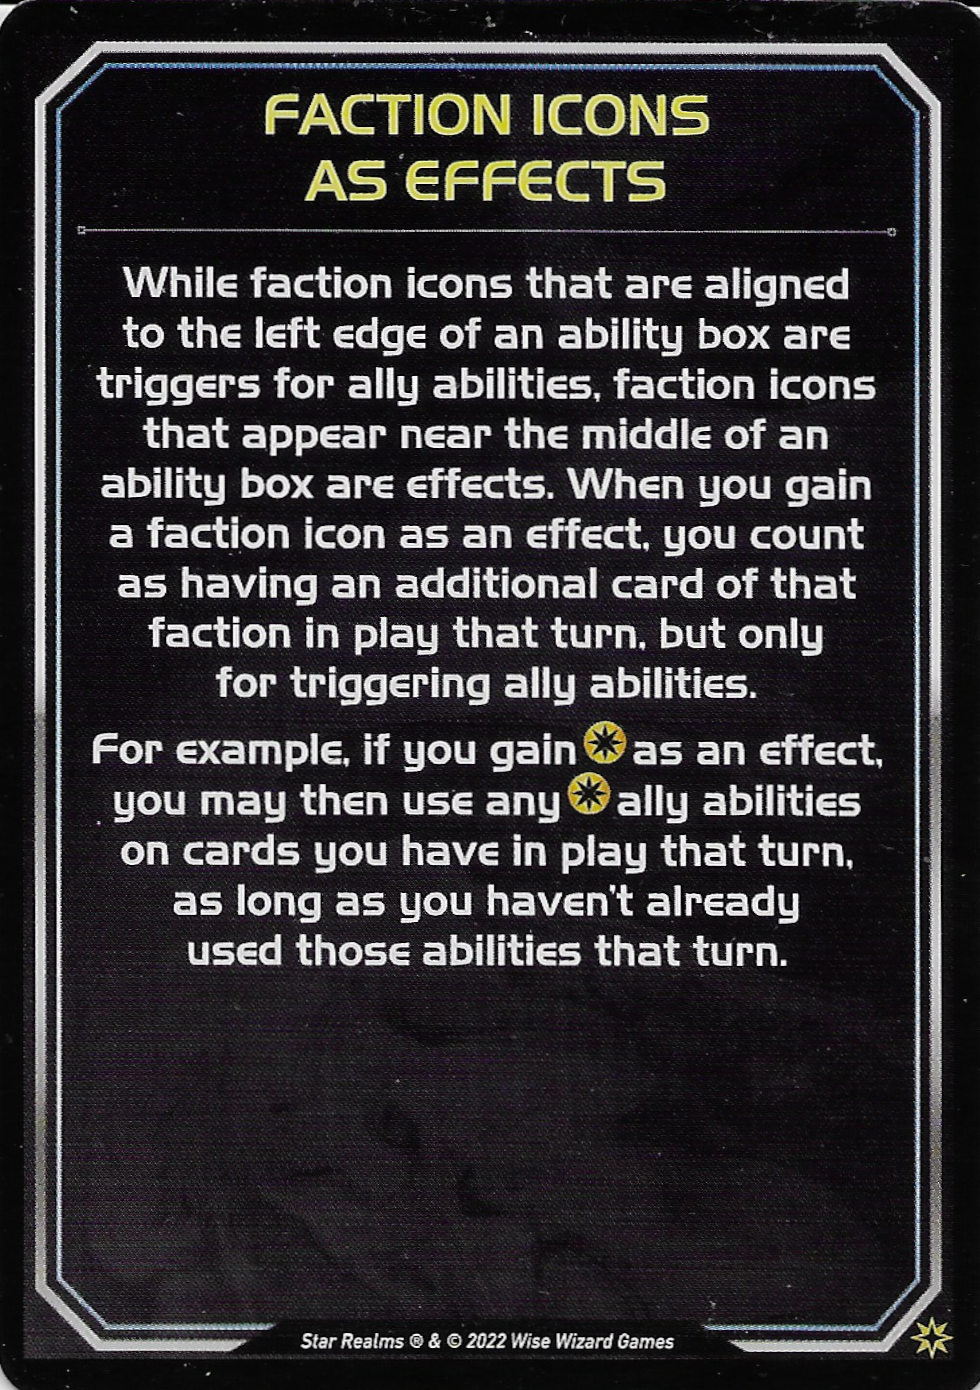 FACTION ICONS
AS EFFECTS
While faction icons that are aligned
to the left edge of an ability box are
triggers for ally abilities, faction icons
that appear near the middle of an
ability box are effects. When you gain
a faction icon as an effect, you count
as having an additional card of that
faction in play that turn, but only
for triggering ally abilities.
For example, if you gain as an effect,
you may then use any ally abilities
on cards you have in play that turn,
as long as you haven't already
used those abilities that turn.
Star Realms ® & © 2022 Wise Wizard Games